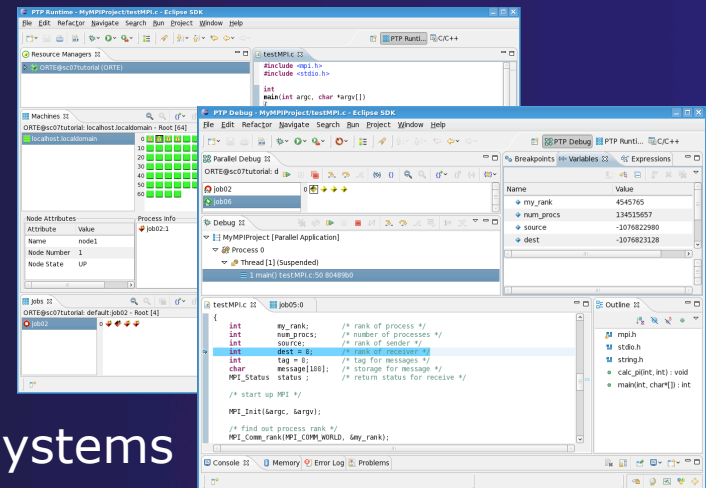 PTP Runtime - MyMPIProject/testMPI.c - Eclipse SDK
File Edit Refactor Navigate Search Run Project Window Help
PTP Runti... C/C++
Resource Managers
ORTE@sc07tutorial (ORTE)
testMPI.c
#include <mpi.h>
#include <stdio.h>
int
main(int argc, char *argv[])
{
Machines
ORTE@sc07tutorial: localhost.localdomain - Root [64]
localhost.localdomain
0
10
20
30
40
50
60
Node Attributes
Attribute Value
Name node1
Node Number 1
Node State UP
Process Info
job02:1
Jobs
ORTE@sc07tutorial: default:job02 - Root [4]
job02
0
PTP Debug - MyMPIProject/testMPI.c - Eclipse SDK
File Edit Refactor Navigate Search Run Project Window Help
PTP Debug PTP Runti... C/C++
Parallel Debug
ORTE@sc07tutorial: d
job02
job06
0
Breakpoints Variables Expressions
Name Value
my_rank 4545765
num_procs 134515657
source -1076822980
dest -1076823128
Debug
MyMPIProject [Parallel Application]
Process 0
Thread [1] (Suspended)
1 main() testMPI.c:50 80489b0
testMPI.c job05:0
{
int my_rank; /* rank of process */
int num_procs; /* number of processes */
int source; /* rank of sender */
int dest = 0; /* rank of receiver */
int tag = 0; /* tag for messages */
char message[100]; /* storage for message */
MPI_Status status ; /* return status for receive */
/* start up MPI */
MPI_Init(&argc, &argv);
/* find out process rank */
MPI_Comm_rank(MPI_COMM_WORLD, &my_rank);
Outline
mpi.h
stdio.h
string.h
calc_pi(int, int) : void
main(int, char*[]) : int
Console Memory Error Log Problems
ystems